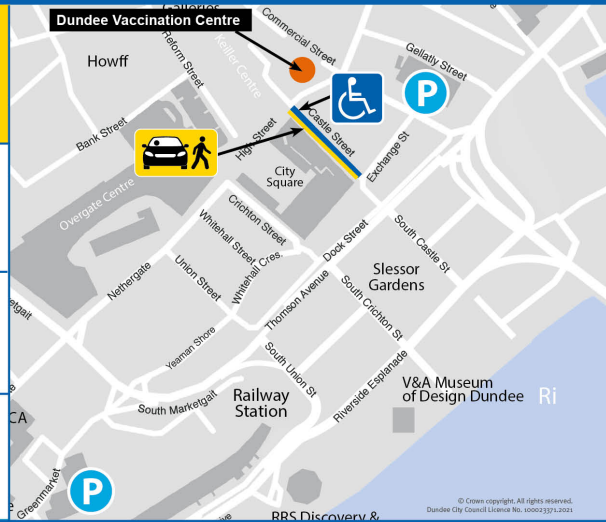 Galleries
Dundee Vaccination Centre
Commercial Street
Howff
Reform Street
Keiller Centre
Gellatly Street
P
Castle Street
Bank Street
High Street
Exchange St
City
Square
Overgate Centre
Crichton Street
Whitehall Street
Whitehall Cres.
Dock Street
South Castle St
Slessor
Gardens
Nethergate
Union Street
Thomson Avenue
South Crichton St
etgait
Yeaman Shore
South Union St
Riverside Esplanade
V&A Museum
of Design Dundee
Ri
South Marketgait
Railway
Station
CA
Greenmarket
P
ive
RRS Discovery &
© Crown copyright. All rights reserved.
Dundee City Council Licence No. 100023371.2021